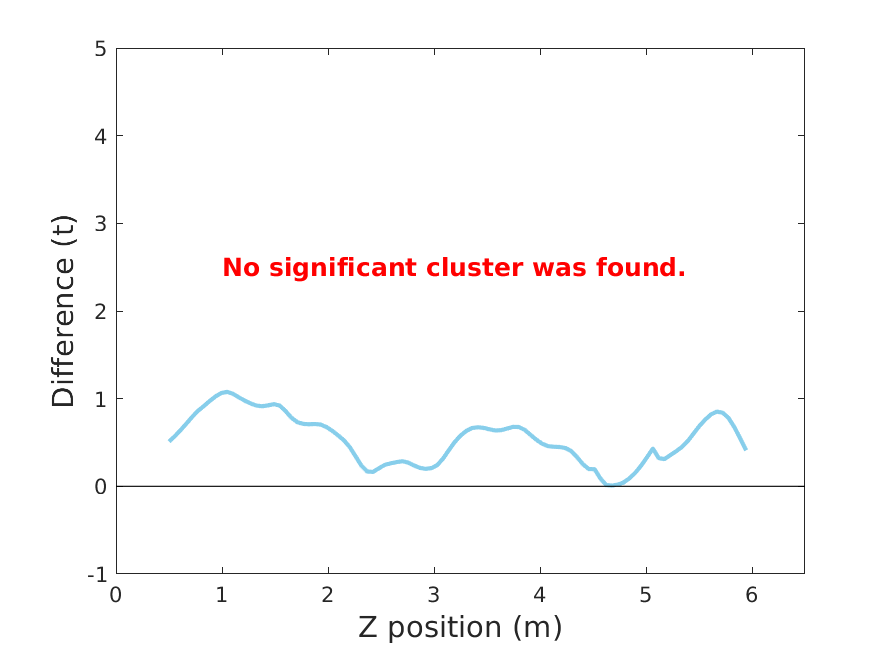 5
4
3
2
1
0
-1
Difference (t)
No significant cluster was found.
0 1 2 3 4 5 6
Z position (m)